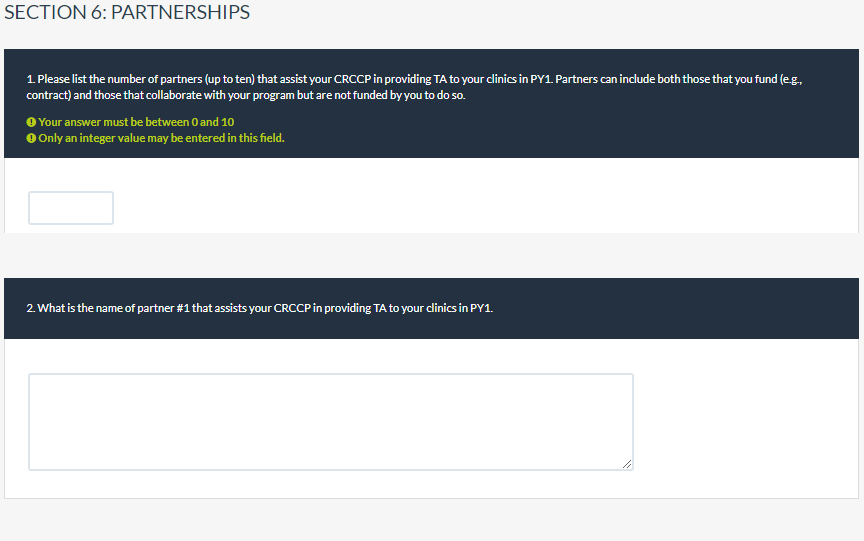 SECTION 6: PARTNERSHIPS
1. Please list the number of partners (up to ten) that assist your CRCCP in providing TA to your clinics in PY1. Partners can include both those that you fund (e.g.,
contract) and those that collaborate with your program but are not funded by you to do so.
Your answer must be between 0 and 10
Only an integer value may be entered in this field.
2. What is the name of partner #1 that assists your CRCCP in providing TA to your clinics in PY1.